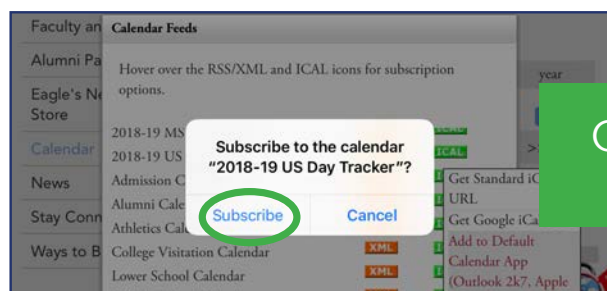 Faculty an
Alumni Pa
Eagle's Ne
Store
Calendar
News
Stay Conn
Ways to B
Calendar Feeds
Hover over the RSS/XML and ICAL icons for subscription
options.
year
2018-19 MS
ICAL
2018-19 US
ICAL
>
Admission C
Alumni Cale
Athletics Cale
College Visitation Calendar
XML
Lower School Calendar
XML
Subscribe to the calendar
“2018-19 US Day Tracker”?
Subscribe
Cancel
Get Standard iC
URL
Get Google iCa
Add to Default
Calendar App
(Outlook 2k7, Apple